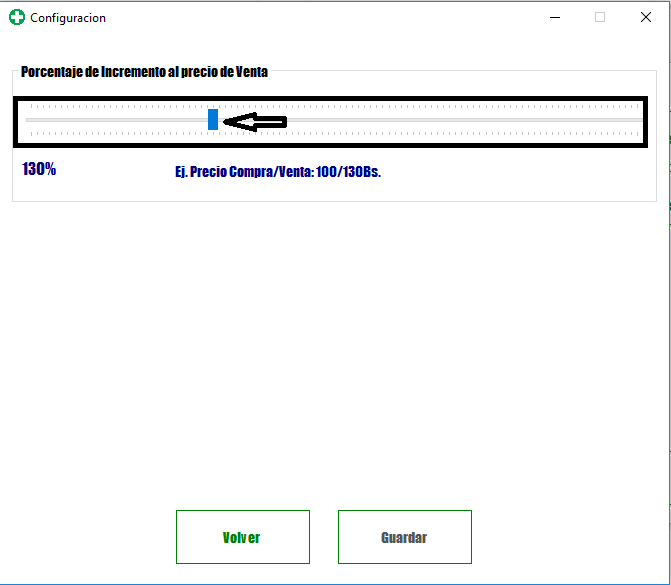 Configuracion
Porcentaje de Incremento al precio de Venta
130%
Ej. Precio Compra/Venta: 100/130Bs.
Volver
Guardar